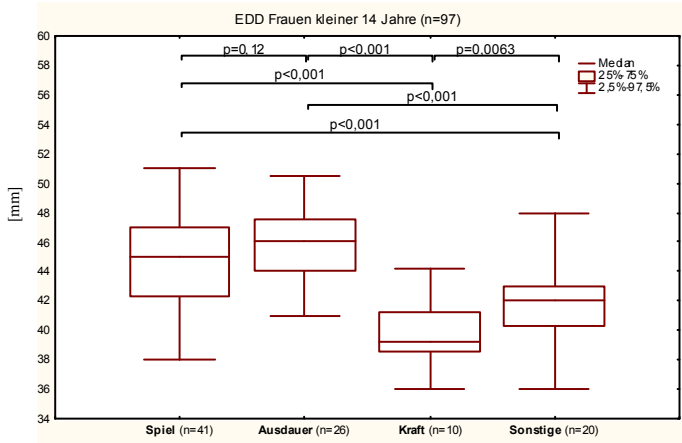 EDD Frauen kleiner 14 Jahre (n=97)
60
58
56
54
52
50
48
46
44
42
40
38
36
34
[mm]
p=0,12
p<0,001
p=0,0063
p<0,001
p<0,001
p<0,001
Median
25%-75%
2,5%-97,5%
Spiel (n=41)
Ausdauer (n=26)
Kraft (n=10)
Sonstige (n=20)